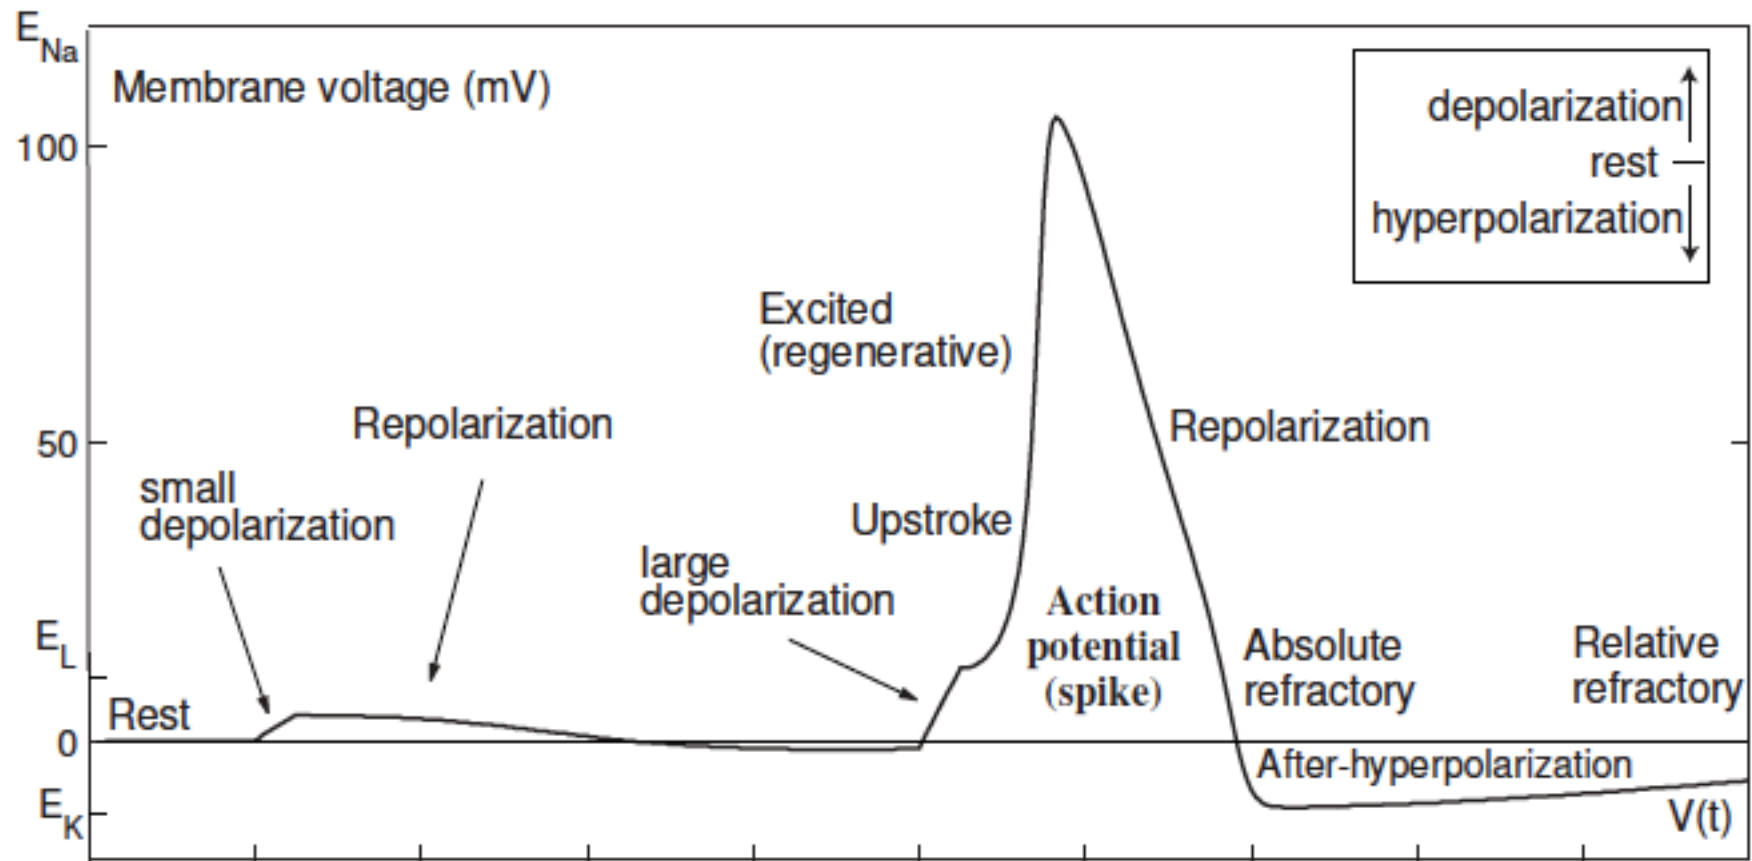 E_Na
Membrane voltage (mV)
depolarization
100
rest
hyperpolarization
Excited
(regenerative)
Repolarization
50
Repolarization
small
depolarization
Upstroke
large
depolarization
Action
potential
(spike)
E_L
Absolute
refractory
Relative
refractory
Rest
0
After-hyperpolarization
E_K
V(t)